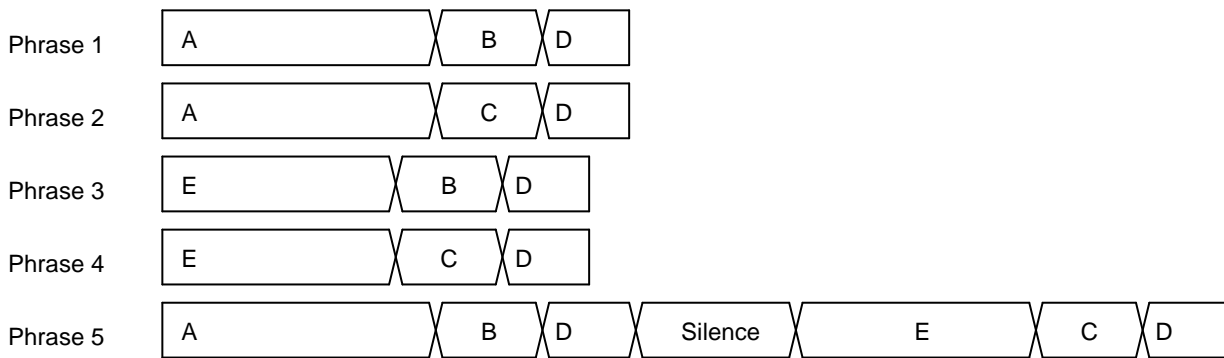 Phrase 1 A B D
Phrase 2 A C D
Phrase 3 E B D
Phrase 4 E C D
Phrase 5 A B D Silence E C D